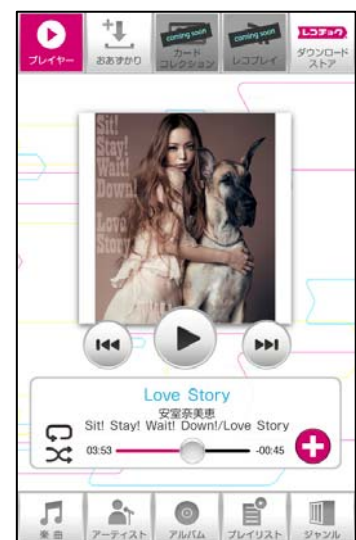 プレイヤー
おあずかり
coming soon
カード
コレクション
coming soon
レコプレイ
レコチョク
ダウンロード
ストア
Sit!
Stay!
Wait!
Down!
Love
Story
Love Story
安室奈美恵
Sit! Stay! Wait! Down!/Love Story
03:53
-00:45
楽曲
アーティスト
アルバム
プレイリスト
ジャンル